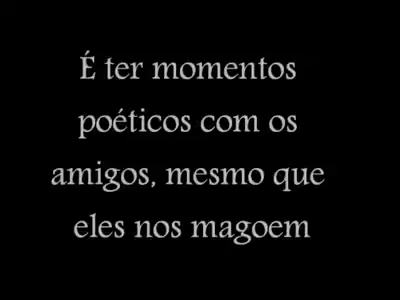 É ter momentos
poéticos com os
amigos, mesmo que
eles nos magoem